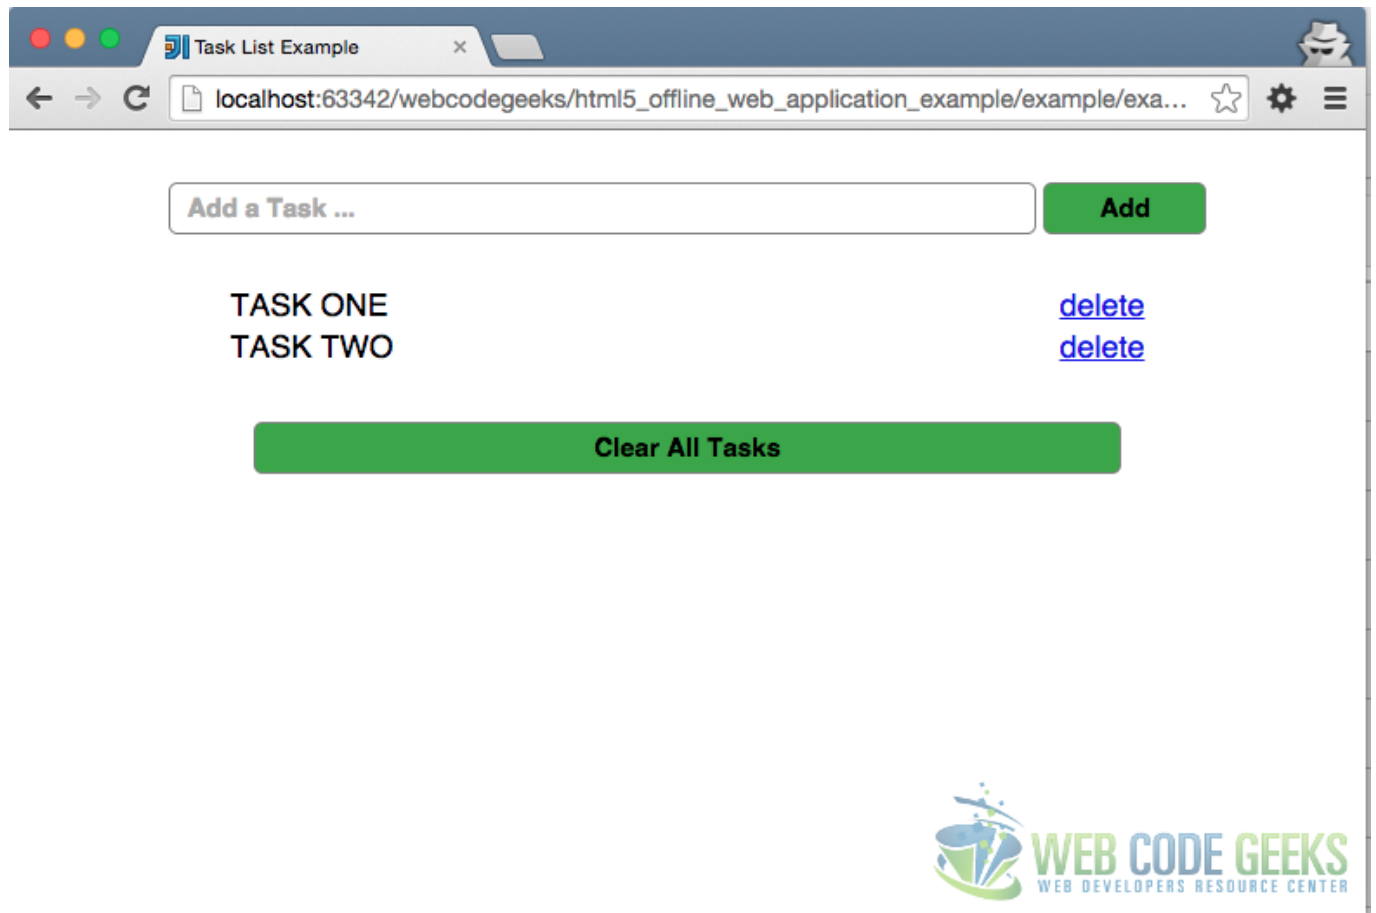 Task List Example
localhost:63342/webcodegeeks/html5_offline_web_application_example/example/exa...
Add a Task ...
Add
TASK ONE
delete
TASK TWO
delete
Clear All Tasks
WEB CODE GEEKS
WEB DEVELOPERS RESOURCE CENTER